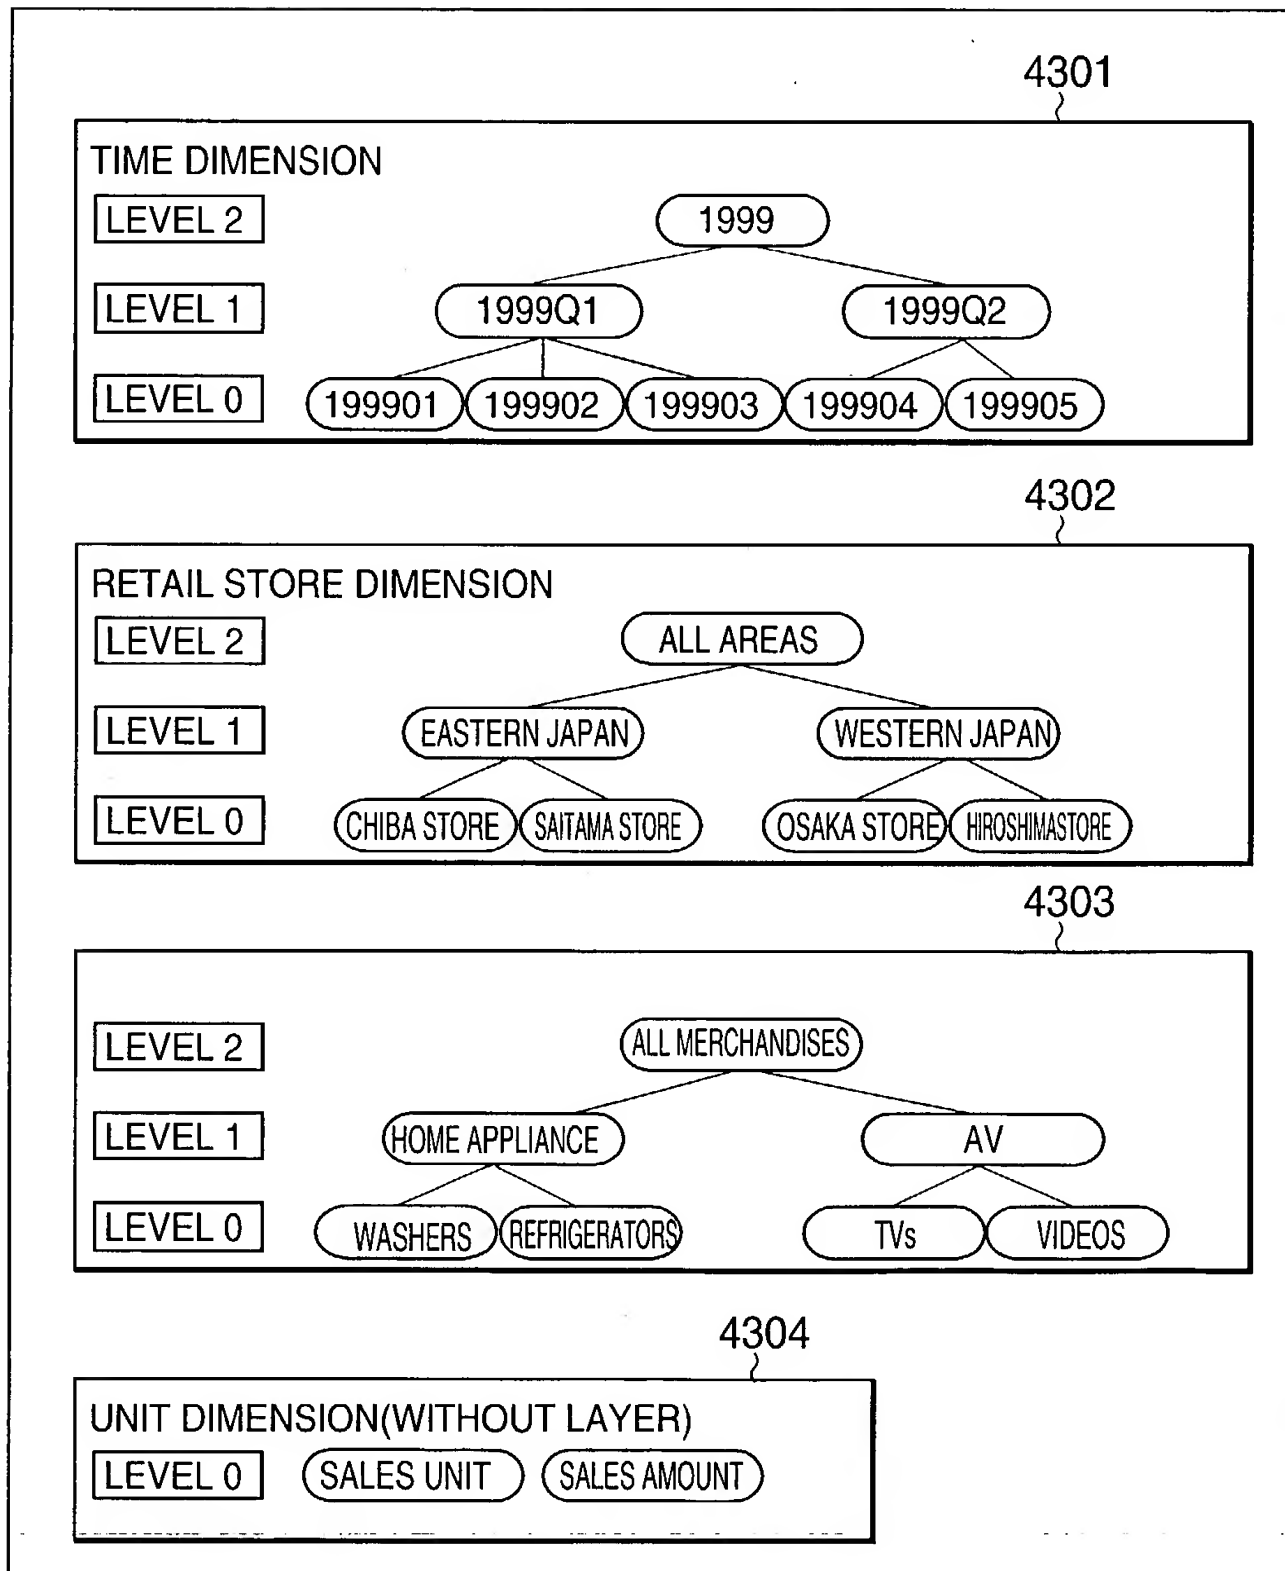 4301
TIME DIMENSION
LEVEL 2 1999
LEVEL 1 1999Q1 1999Q2
LEVEL 0 199901 199902 199903 199904 199905
4302
RETAIL STORE DIMENSION
LEVEL 2 ALL AREAS
LEVEL 1 EASTERN JAPAN WESTERN JAPAN
LEVEL 0 CHIBA STORE SAITAMA STORE OSAKA STORE HIROSHIMASTORE
4303
LEVEL 2 ALL MERCHANDISES
LEVEL 1 HOME APPLIANCE AV
LEVEL 0 WASHERS REFRIGERATORS TVs VIDEOS
4304
UNIT DIMENSION(WITHOUT LAYER)
LEVEL 0 SALES UNIT SALES AMOUNT